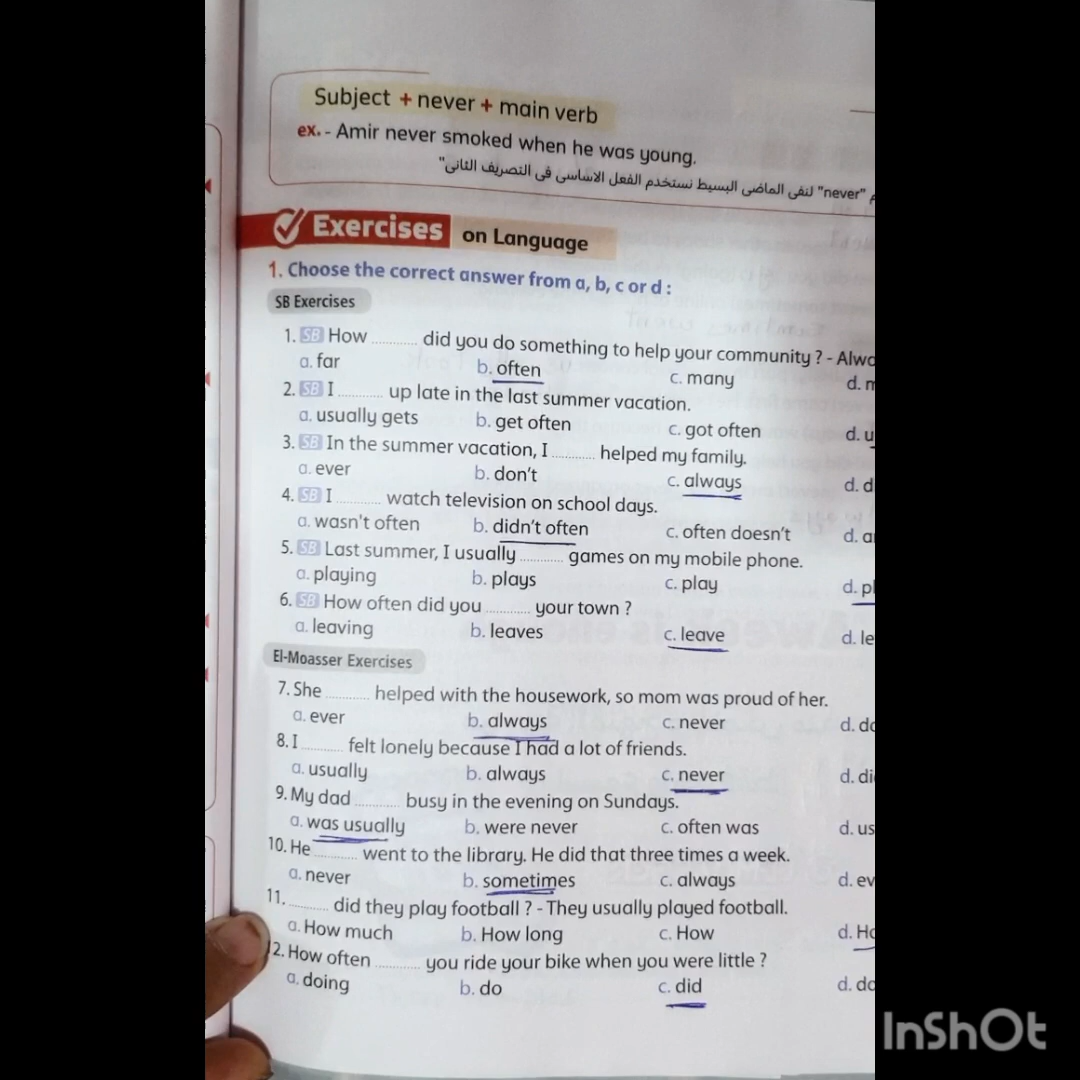 Subject + never + main verb
ex. - Amir never smoked when he was young.
"never" لنفى الماضى البسيط نستخدم الفعل الاساسى فى التصريف الثانى"
Exercises on Language
1. Choose the correct answer from a, b, c or d :
SB Exercises
1. SB How ............ did you do something to help your community ? - Alwa
a. far b. often c. many d. m
2. SB I ............ up late in the last summer vacation.
a. usually gets b. get often c. got often d. u
3. SB In the summer vacation, I ............ helped my family.
a. ever b. don't c. always d. d
4. SB I ............ watch television on school days.
a. wasn't often b. didn't often c. often doesn't d. a
5. SB Last summer, I usually ............ games on my mobile phone.
a. playing b. plays c. play d. pl
6. SB How often did you ............ your town ?
a. leaving b. leaves c. leave d. le
El-Moasser Exercises
7. She ............ helped with the housework, so mom was proud of her.
a. ever b. always c. never d. do
8. I ............ felt lonely because I had a lot of friends.
a. usually b. always c. never d. di
9. My dad ............ busy in the evening on Sundays.
a. was usually b. were never c. often was d. us
10. He ............ went to the library. He did that three times a week.
a. never b. sometimes c. always d. ev
11. ............ did they play football ? - They usually played football.
a. How much b. How long c. How d. Ho
12. How often ............ you ride your bike when you were little ?
a. doing b. do c. did d. do
InShOt